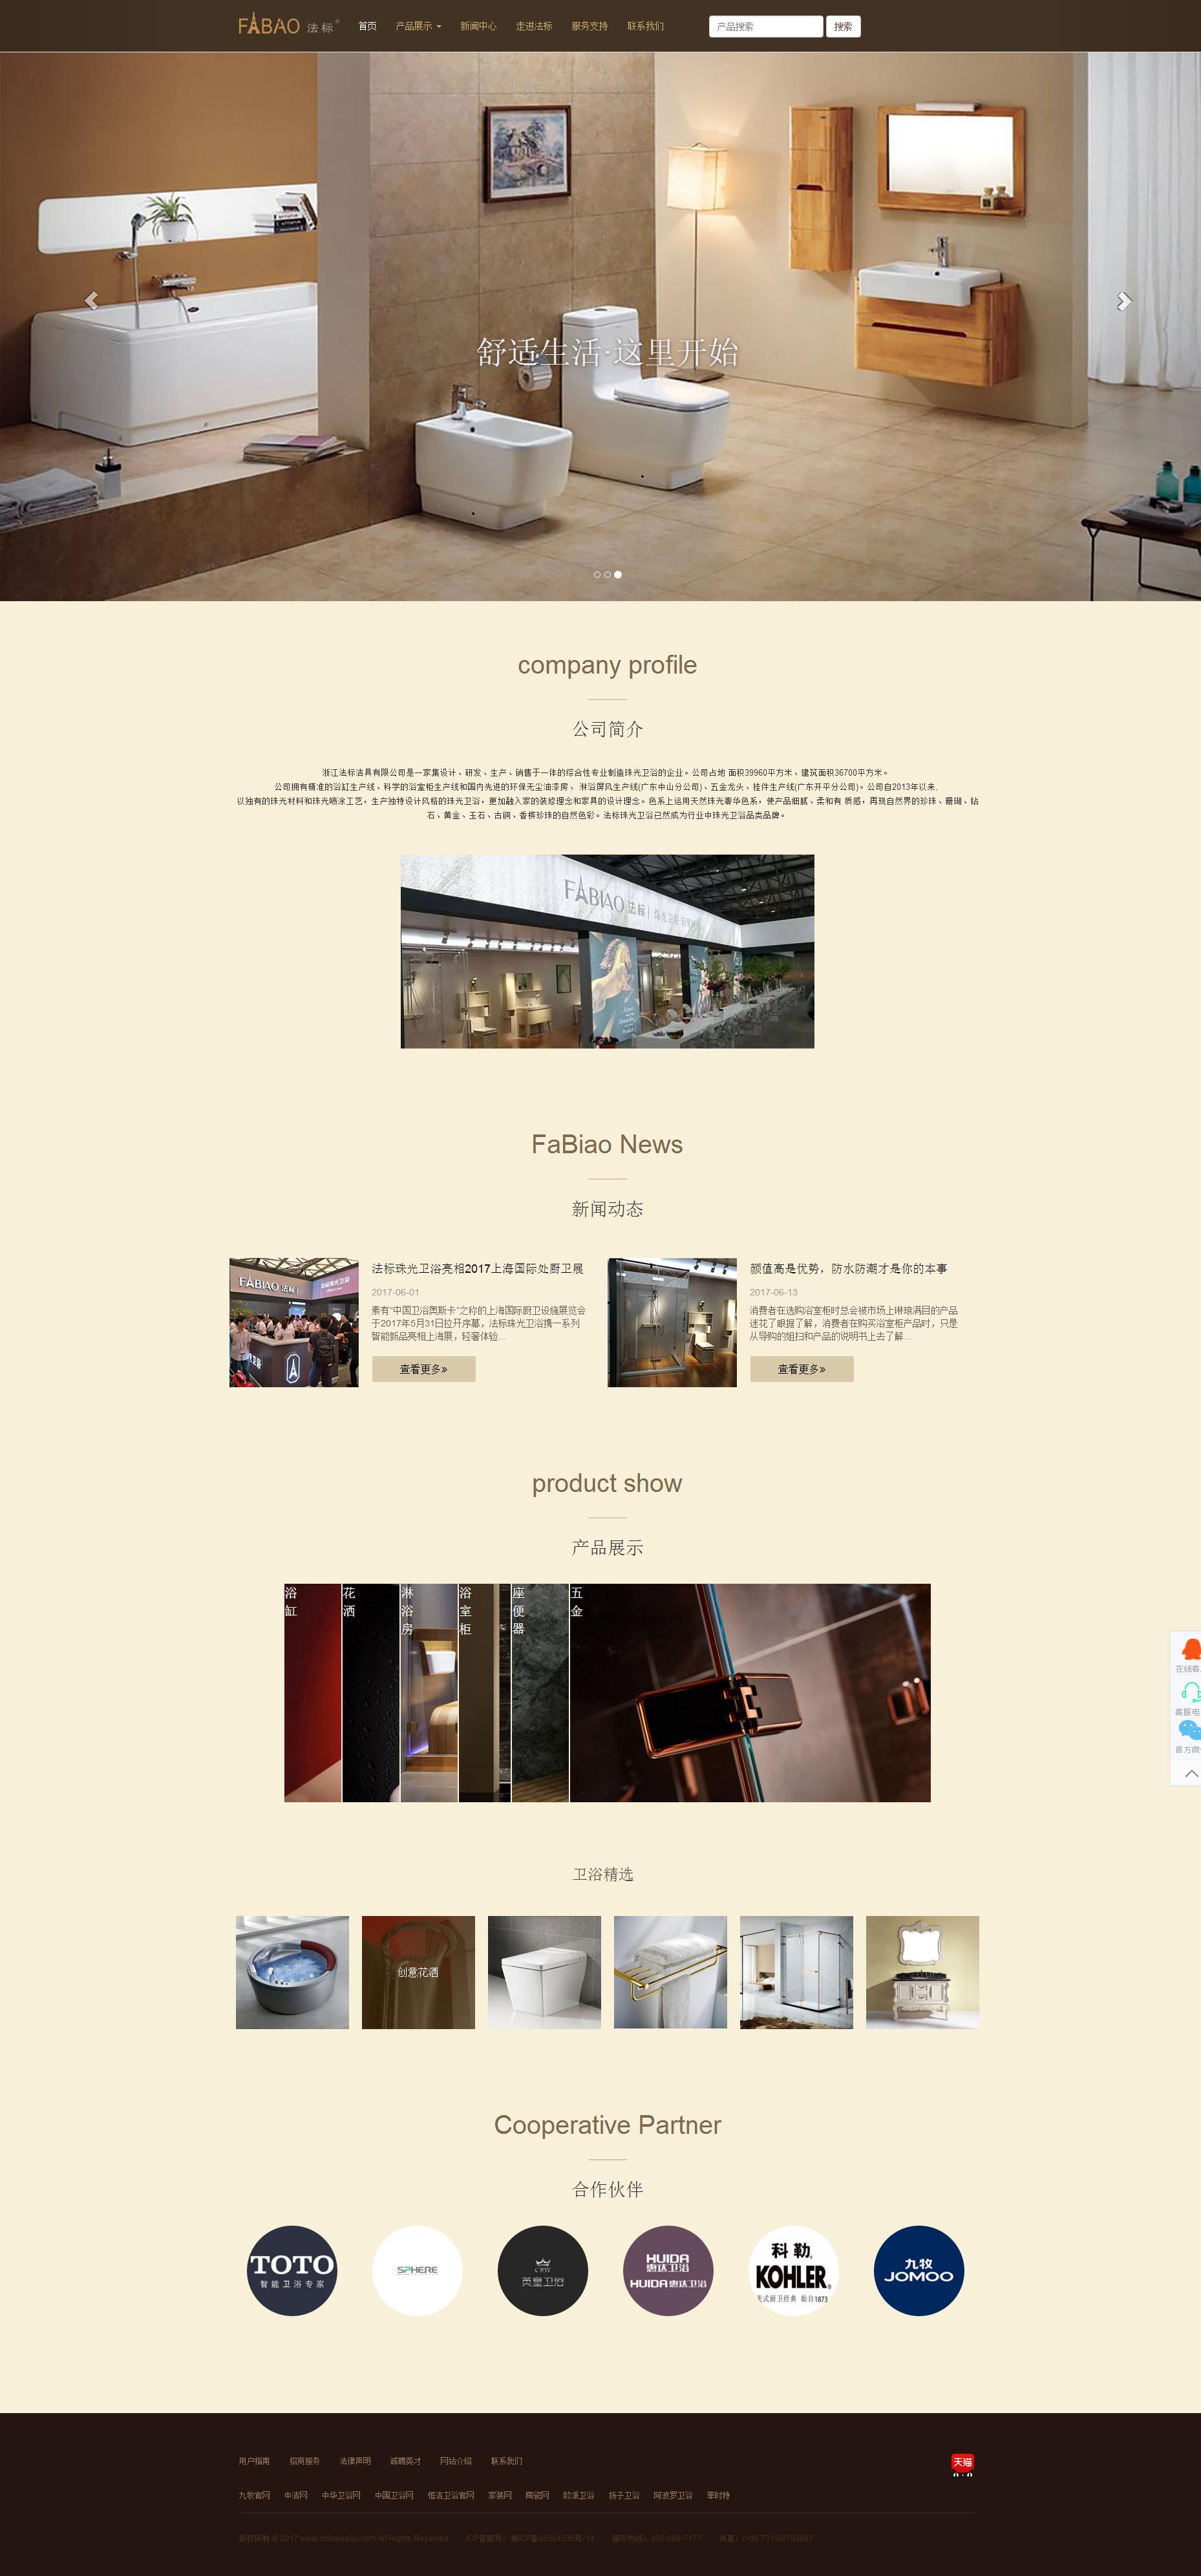 FABAO 法标®
首页 产品展示 新闻中心 走进法标 服务支持 联系我们 产品搜索 搜索
舒适生活·这里开始
company profile
公司简介
浙江法标洁具有限公司是一家集设计、研发、生产、销售于一体的综合性专业制造珠光卫浴的企业。公司占地 面积39960平方米、建筑面积36700平方米。
公司拥有精准的浴缸生产线、科学的浴室柜生产线和国内先进的环保无尘油漆房、 淋浴屏风生产线(广东中山分公司)、五金龙头、挂件生产线(广东开平分公司)。公司自2013年以来,
以独有的珠光材料和珠光喷涂工艺，生产独特设计风格的珠光卫浴，更加融入家的装修理念和家具的设计理念。色系上运用天然珠光奢华色系，使产品细腻、柔和有 质感，再现自然界的珍珠、珊瑚、钻
石、黄金、玉石、古铜、香槟珍珠的自然色彩。法标珠光卫浴已然成为行业中珠光卫浴品类品牌。
FABIAO 法标
FaBiao News
新闻动态
FABIAO 法标
法标珠光卫浴亮相2017上海国际处厨卫展
2017-06-01
素有“中国卫浴奥斯卡”之称的上海国际厨卫设施展览会
于2017年5月31日拉开序幕，法标珠光卫浴携一系列
智能新品亮相上海展，轻奢体验...
查看更多»
颜值高是优势，防水防潮才是你的本事
2017-06-13
消费者在选购浴室柜时总会被市场上琳琅满目的产品
迷花了眼据了解，消费者在购买浴室柜产品时，只是
从导购的姐妇和产品的说明书上去了解...
查看更多»
product show
产品展示
浴缸 花洒 淋浴房 浴室柜 座便器 五金
在线客
客服电
官方微
卫浴精选
创意花洒
Cooperative Partner
合作伙伴
TOTO
智能卫浴专家
SPHERE
CRW
英皇卫浴
HUIDA
惠达卫浴
HUIDA惠达卫浴
科勒®
KOHLER®
美式厨卫经典 始自1873
九牧
JOMOO
用户指南 招商服务 法律声明 诚聘英才 网站介绍 联系我们
天猫
九牧官网 中洁网 中华卫浴网 中国卫浴网 恒洁卫浴官网 家装网 陶瓷网 欧派卫浴 扬子卫浴 阿波罗卫浴 菲时特
版权所有 © 2017 www.chinaweiyu.com All Rights Reserved